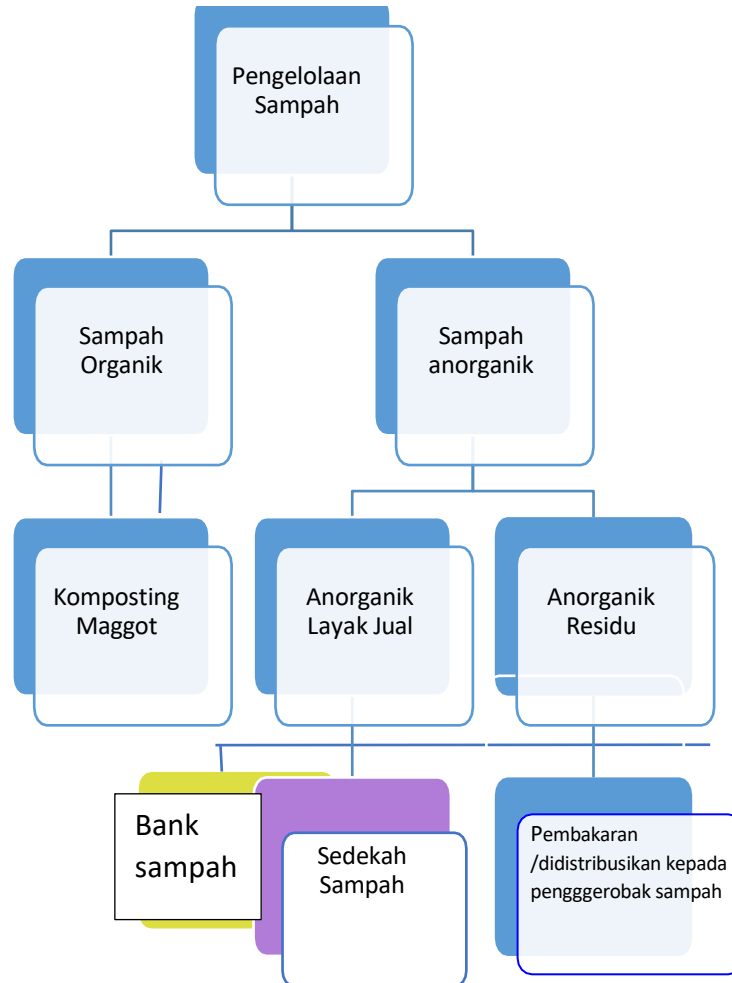 Pengelolaan
Sampah
Sampah
Organik
Sampah
anorganik
Komposting
Maggot
Anorganik
Layak Jual
Anorganik
Residu
Bank
sampah
Sedekah
Sampah
Pembakaran
/didistribusikan kepada
pengggerobak sampah